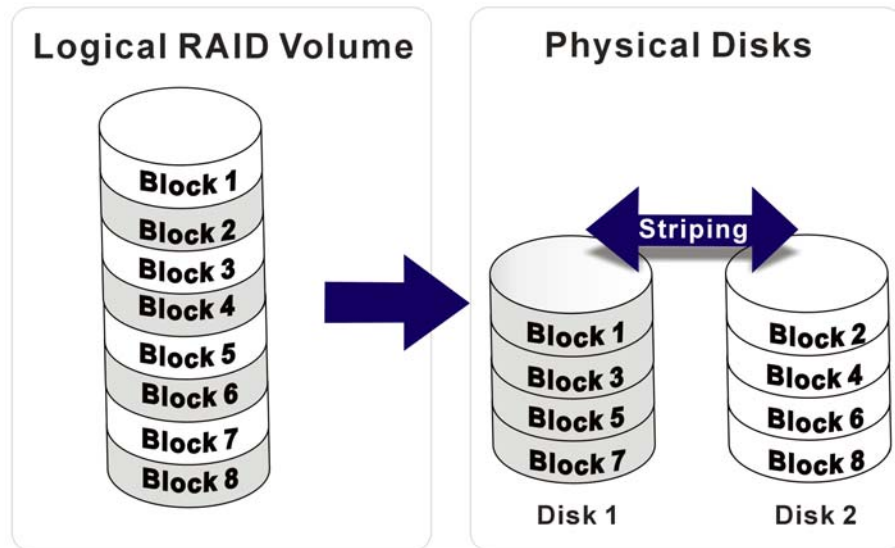 Logical RAID Volume
Block 1
Block 2
Block 3
Block 4
Block 5
Block 6
Block 7
Block 8
Physical Disks
Striping
Block 1
Block 3
Block 5
Block 7
Disk 1
Block 2
Block 4
Block 6
Block 8
Disk 2